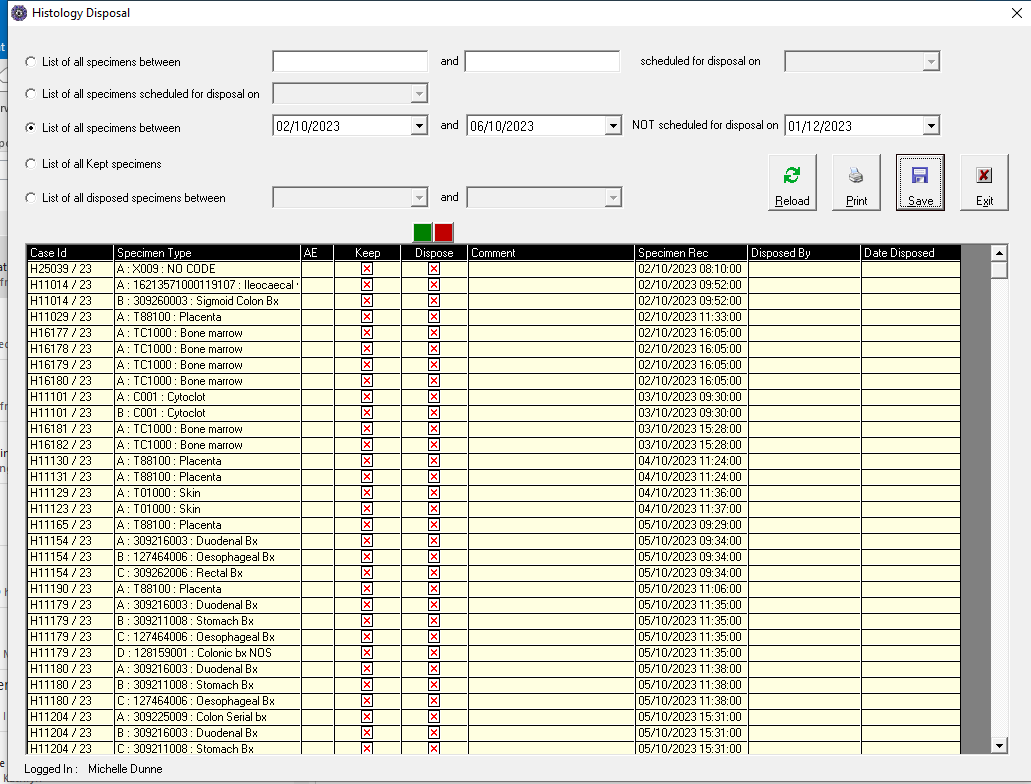 Histology Disposal
List of all specimens between and scheduled for disposal on
List of all specimens scheduled for disposal on
List of all specimens between 02/10/2023 and 06/10/2023 NOT scheduled for disposal on 01/12/2023
List of all Kept specimens
List of all disposed specimens between and
Reload Print Save Exit
Case Id Specimen Type AE Keep Dispose Comment Specimen Rec Disposed By Date Disposed
H25039 / 23 A : X009 : NO CODE 02/10/2023 08:10:00
H11014 / 23 A : 16213571000119107 : Ileocaecal 02/10/2023 09:52:00
H11014 / 23 B : 309260003 : Sigmoid Colon Bx 02/10/2023 09:52:00
H11029 / 23 A : T88100 : Placenta 02/10/2023 11:33:00
H16177 / 23 A : TC1000 : Bone marrow 02/10/2023 16:05:00
H16178 / 23 A : TC1000 : Bone marrow 02/10/2023 16:05:00
H16179 / 23 A : TC1000 : Bone marrow 02/10/2023 16:05:00
H16180 / 23 A : TC1000 : Bone marrow 02/10/2023 16:05:00
H11101 / 23 A : C001 : Cytoclot 03/10/2023 09:30:00
H11101 / 23 B : C001 : Cytoclot 03/10/2023 09:30:00
H16181 / 23 A : TC1000 : Bone marrow 03/10/2023 15:28:00
H16182 / 23 A : TC1000 : Bone marrow 03/10/2023 15:28:00
H11130 / 23 A : T88100 : Placenta 04/10/2023 11:24:00
H11131 / 23 A : T88100 : Placenta 04/10/2023 11:24:00
H11129 / 23 A : T01000 : Skin 04/10/2023 11:36:00
H11123 / 23 A : T01000 : Skin 04/10/2023 11:37:00
H11165 / 23 A : T88100 : Placenta 05/10/2023 09:29:00
H11154 / 23 A : 309216003 : Duodenal Bx 05/10/2023 09:34:00
H11154 / 23 B : 127464006 : Oesophageal Bx 05/10/2023 09:34:00
H11154 / 23 C : 309262006 : Rectal Bx 05/10/2023 09:34:00
H11190 / 23 A : T88100 : Placenta 05/10/2023 11:06:00
H11179 / 23 A : 309216003 : Duodenal Bx 05/10/2023 11:35:00
H11179 / 23 B : 309211008 : Stomach Bx 05/10/2023 11:35:00
H11179 / 23 C : 127464006 : Oesophageal Bx 05/10/2023 11:35:00
H11179 / 23 D : 128159001 : Colonic bx NOS 05/10/2023 11:35:00
H11180 / 23 A : 309216003 : Duodenal Bx 05/10/2023 11:38:00
H11180 / 23 B : 309211008 : Stomach Bx 05/10/2023 11:38:00
H11180 / 23 C : 127464006 : Oesophageal Bx 05/10/2023 11:38:00
H11204 / 23 A : 309225009 : Colon Serial bx 05/10/2023 15:31:00
H11204 / 23 B : 309216003 : Duodenal Bx 05/10/2023 15:31:00
H11204 / 23 C : 309211008 : Stomach Bx 05/10/2023 15:31:00
Logged In : Michelle Dunne